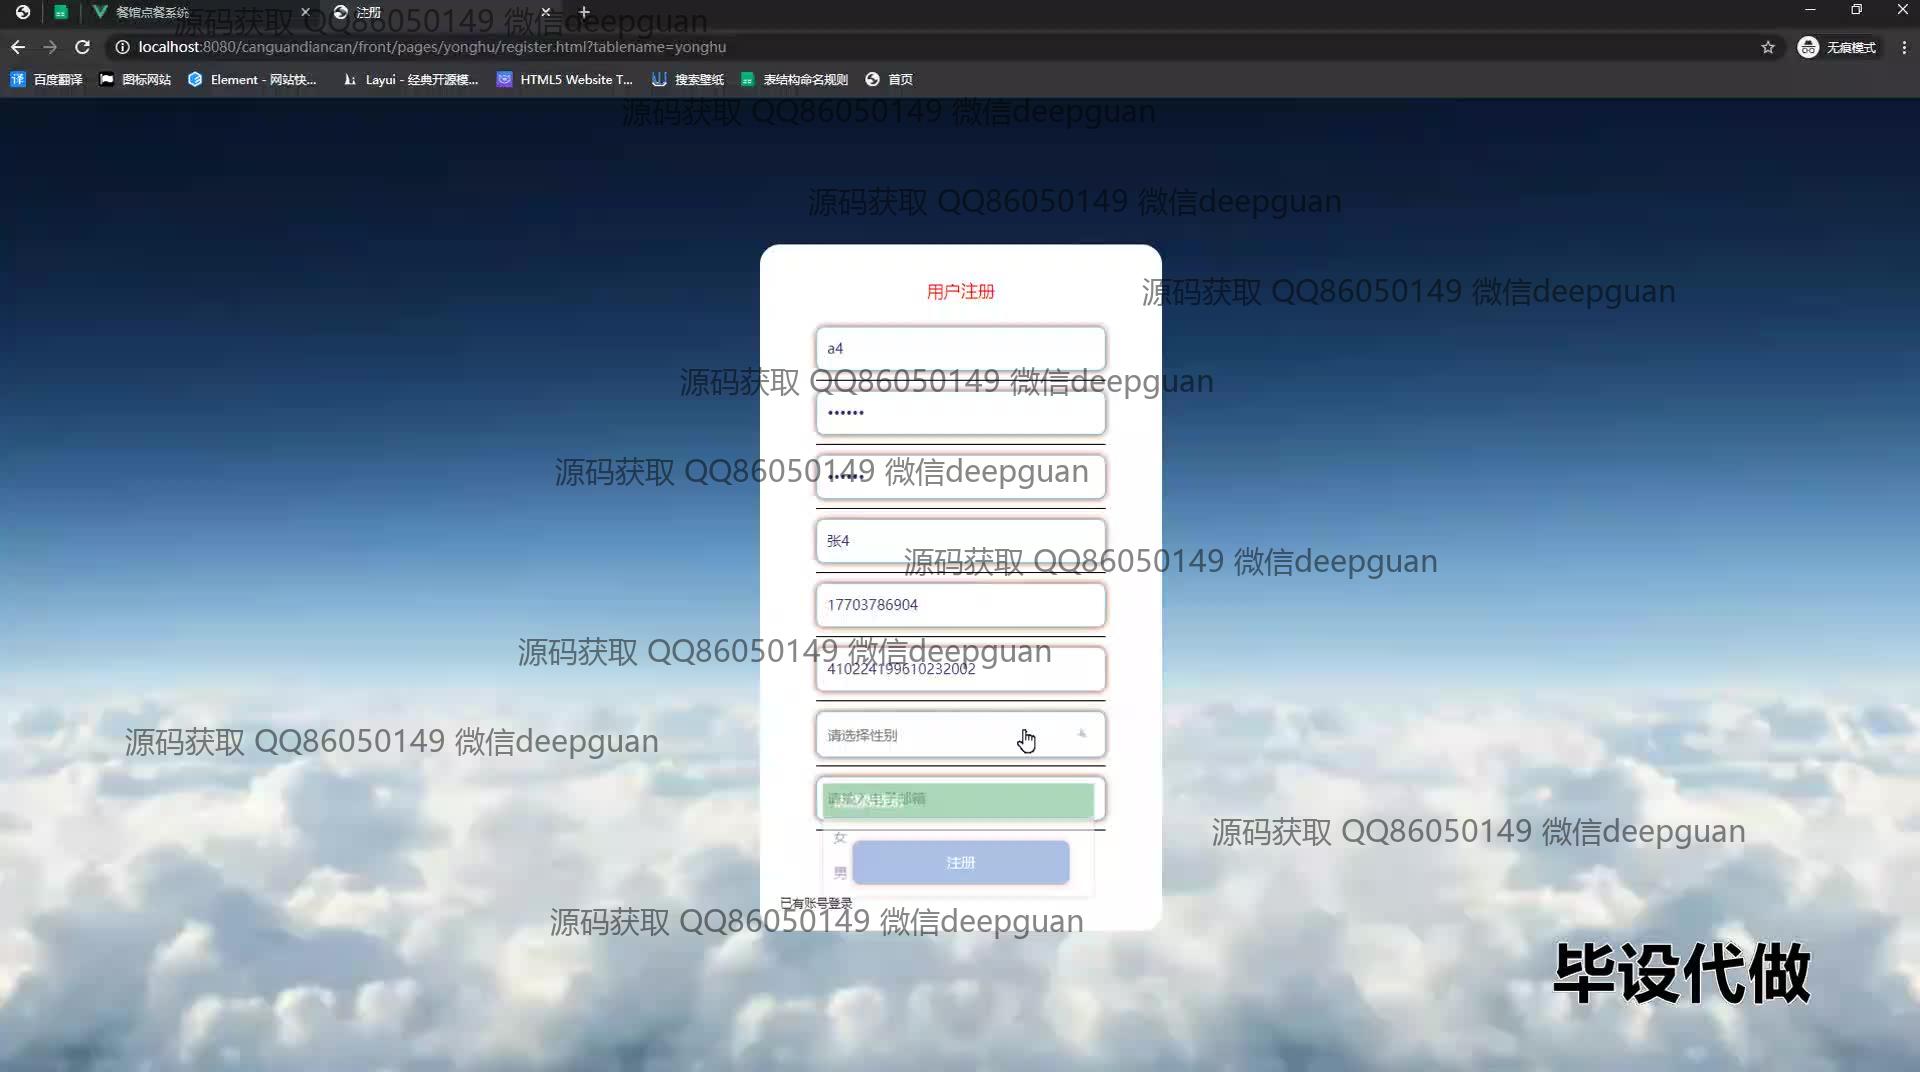 餐馆点餐系统
注册
localhost:8080/canguandiancan/front/pages/yonghu/register.html?tablename=yonghu
无痕模式
百度翻译
图标网站
Element - 网站快...
Layui - 经典开源模...
HTML5 Website T...
搜索壁纸
表结构命名规则
首页
源码获取 QQ86050149 微信deepguan
源码获取 QQ86050149 微信deepguan
源码获取 QQ86050149 微信deepguan
用户注册
源码获取 QQ86050149 微信deepguan
a4
源码获取 QQ86050149 微信deepguan
••••••
源码获取 QQ86050149 微信deepguan
••••••
张4
源码获取 QQ86050149 微信deepguan
17703786904
源码获取 QQ86050149 微信deepguan
410224199610232002
请选择性别
源码获取 QQ86050149 微信deepguan
源码获取 QQ86050149 微信deepguan
女
注册
男
已有账号登录
源码获取 QQ86050149 微信deepguan
毕设代做